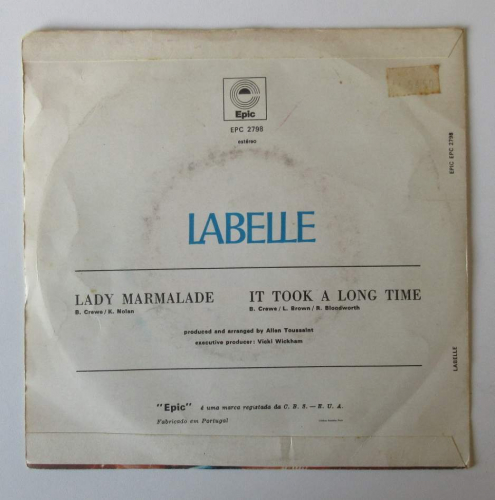 Epic
EPC 2798
estéreo
LABELLE
LADY MARMALADE
B. Crewe / K. Nolan
IT TOOK A LONG TIME
B. Crewe / L. Brown / R. Bloodworth
produced and arranged by Allen Toussaint
executive producer: Vicki Wickham
"Epic" é uma marca registada da C. B. S. — E. U. A.
Fabricado em Portugal
EPIC EPC 2798
LABELLE